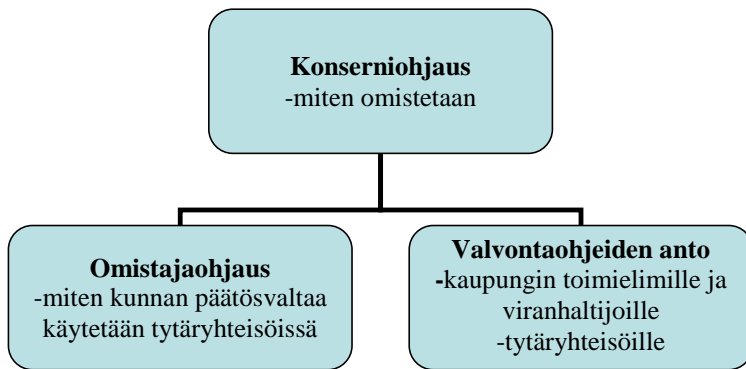 Konserniohjaus
-miten omistetaan
Omistajaohjaus
-miten kunnan päätösvaltaa
käytetään tytäryhteisöissä
Valvontaohjeiden anto
-kaupungin toimielimille ja
viranhaltijoille
-tytäryhteisöille